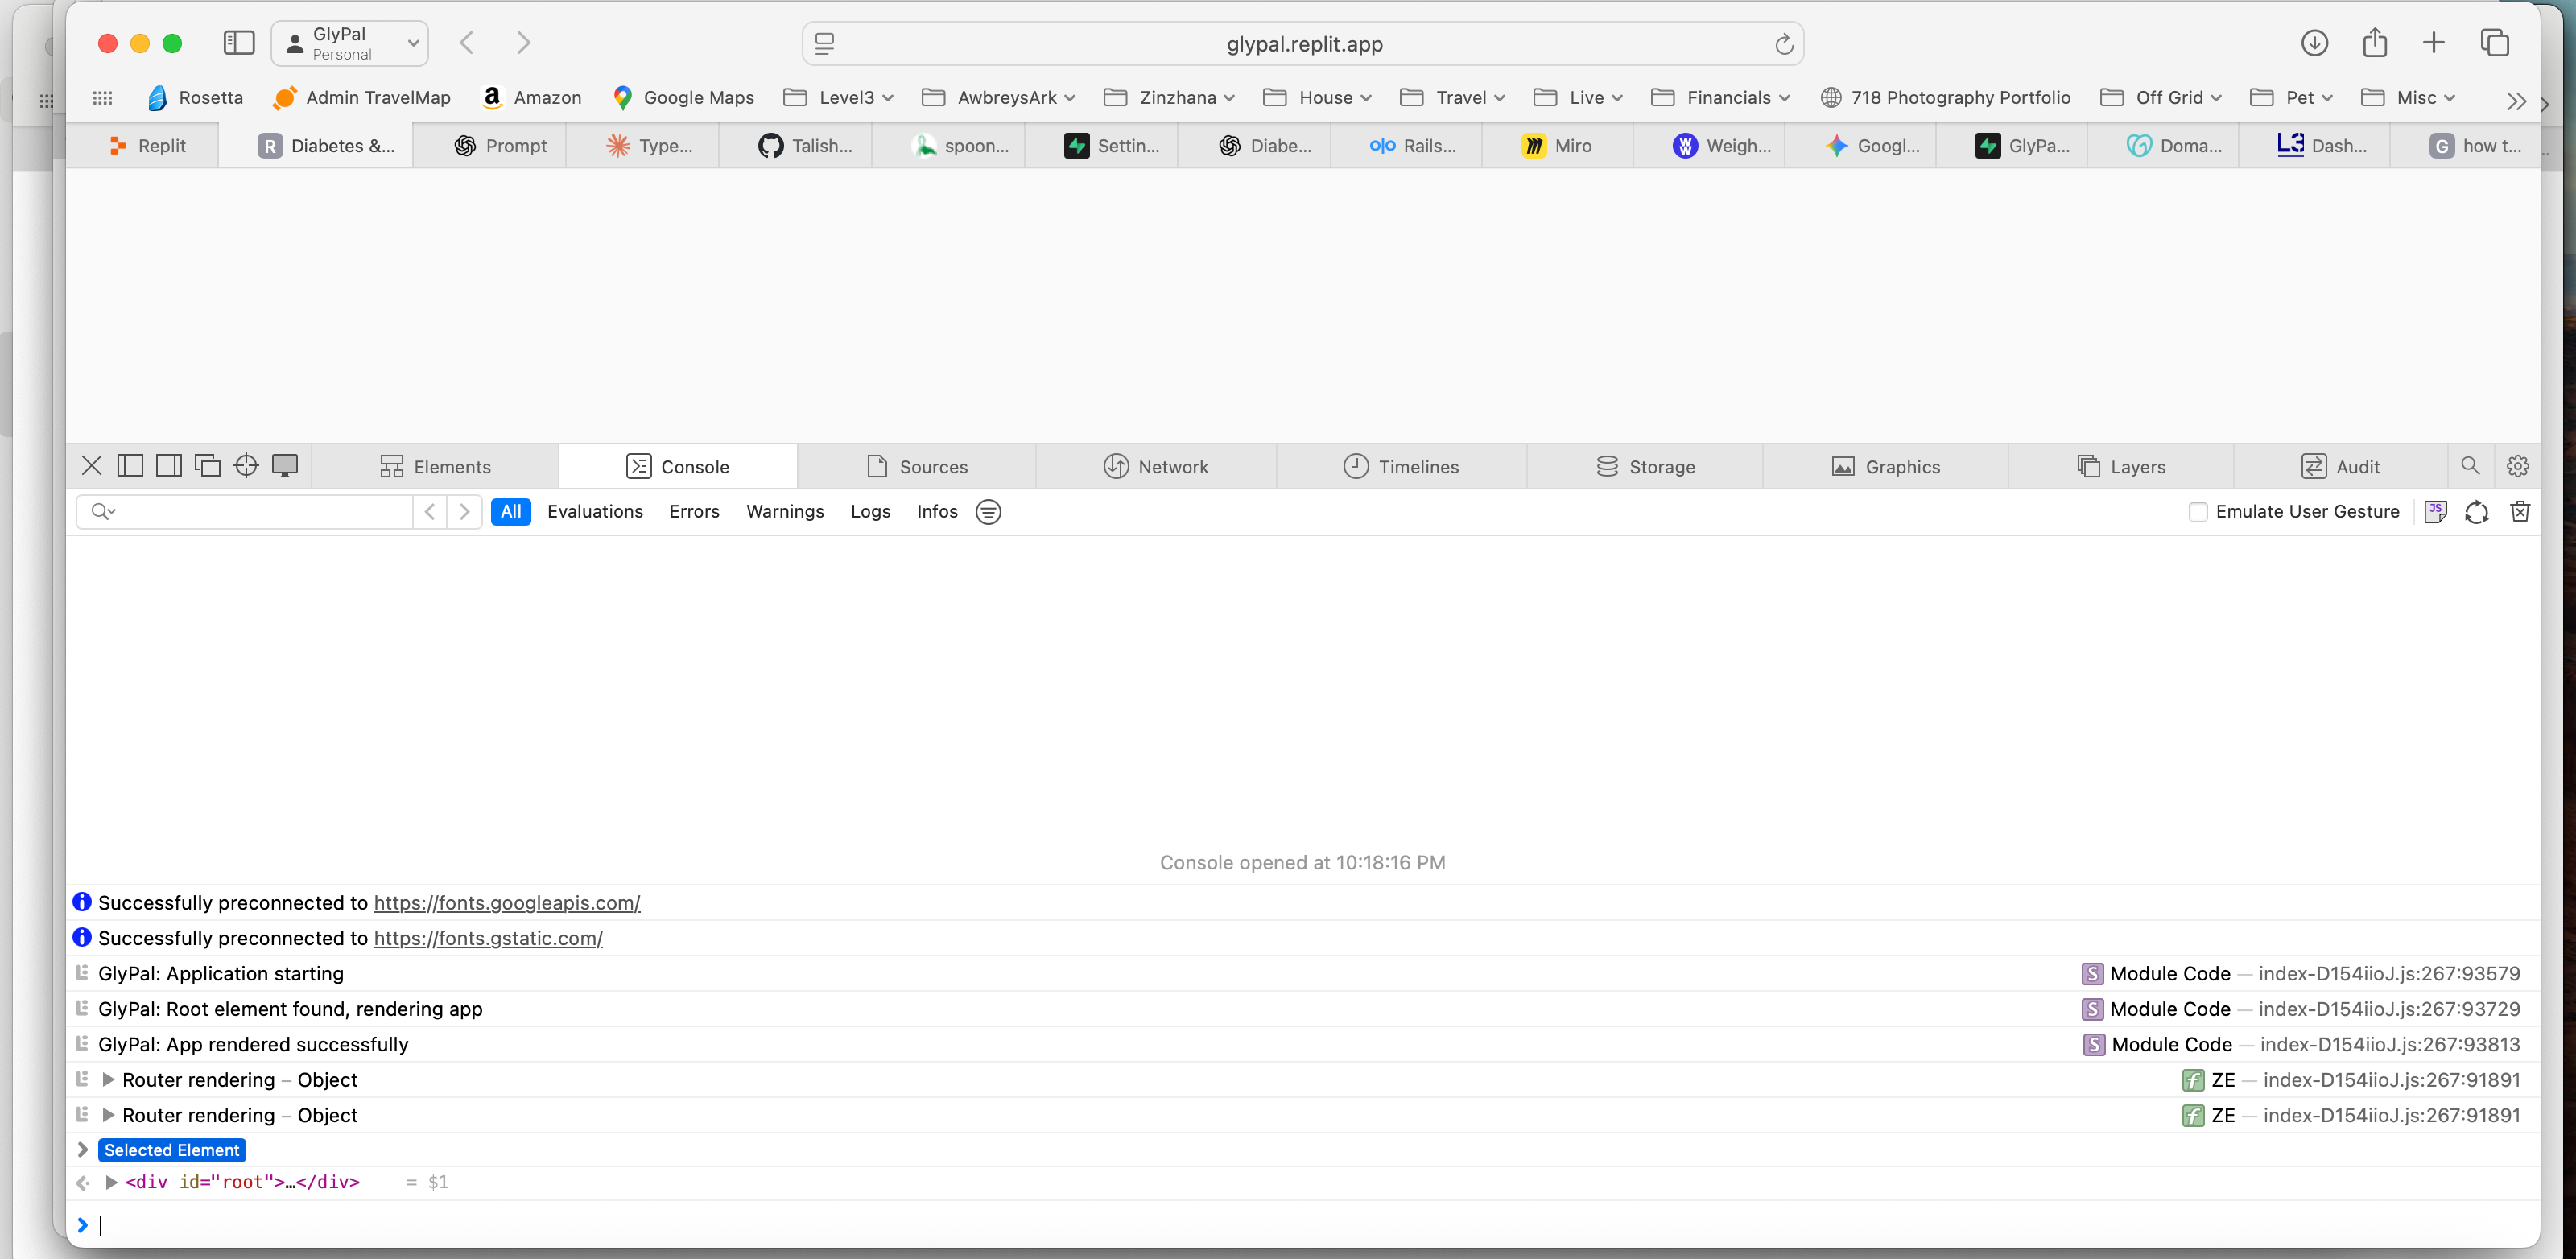 GlyPal
Personal
glypal.replit.app
Rosetta Admin TravelMap Amazon Google Maps Level3 AwbreysArk Zinzhana House Travel Live Financials 718 Photography Portfolio Off Grid Pet Misc
Replit R Diabetes &... Prompt Type... Talish... spoon... Settin... Diabe... Rails... Miro Weigh... Googl... GlyPa... Doma... L3 Dash... G how t...
Elements Console Sources Network Timelines Storage Graphics Layers Audit
All Evaluations Errors Warnings Logs Infos Emulate User Gesture JS
Console opened at 10:18:16 PM
Successfully preconnected to https://fonts.googleapis.com/
Successfully preconnected to https://fonts.gstatic.com/
GlyPal: Application starting S Module Code — index-D154iioJ.js:267:93579
GlyPal: Root element found, rendering app S Module Code — index-D154iioJ.js:267:93729
GlyPal: App rendered successfully S Module Code — index-D154iioJ.js:267:93813
Router rendering – Object f ZE — index-D154iioJ.js:267:91891
Router rendering – Object f ZE — index-D154iioJ.js:267:91891
Selected Element
<div id="root">…</div> = $1